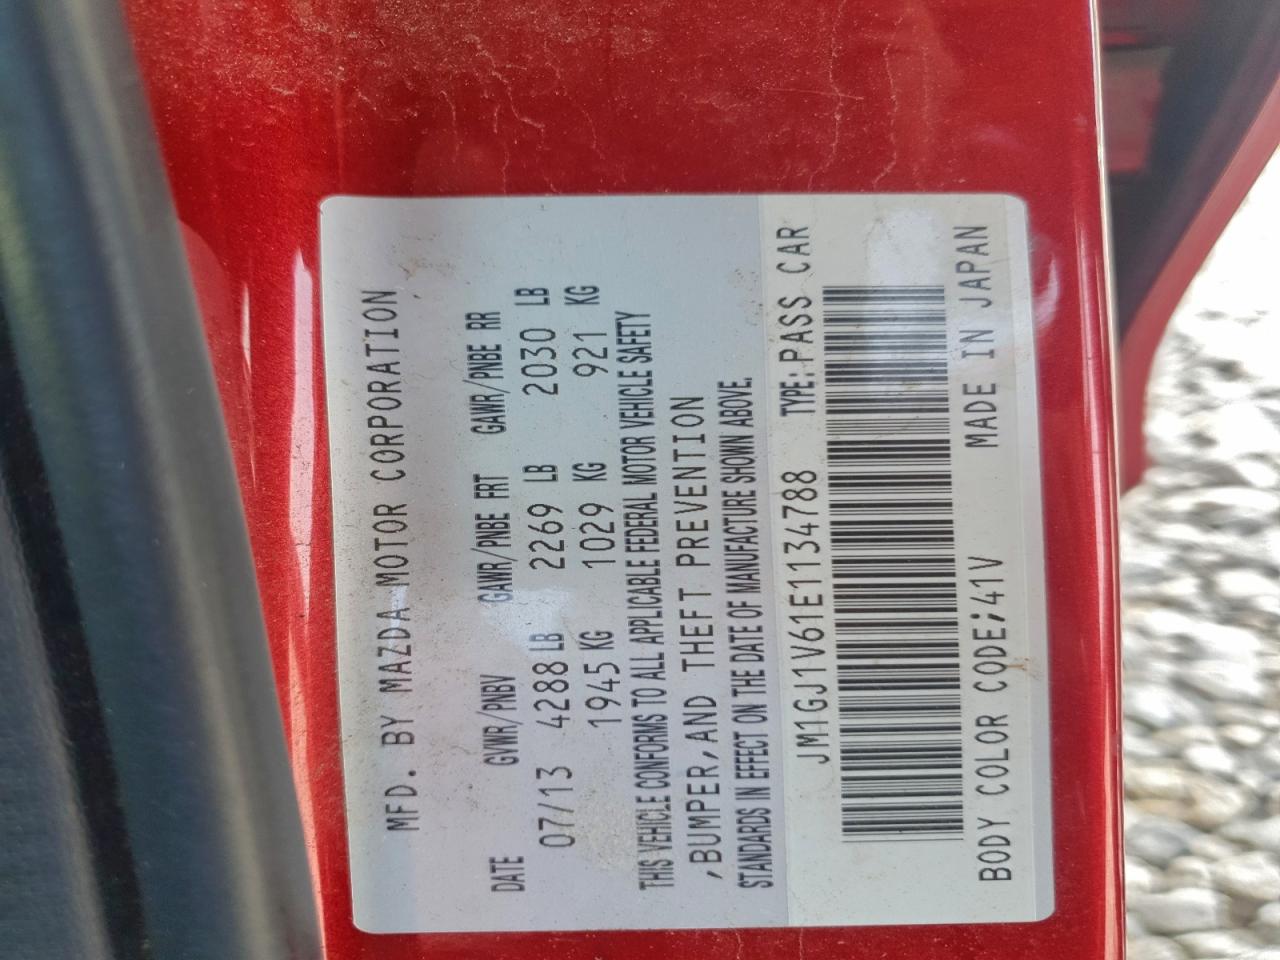 MFD. BY MAZDA MOTOR CORPORATION
DATE GVWR/PNBV GAWR/PNBE FRT GAWR/PNBE RR
07/13 4288 LB 2269 LB 2030 LB
1945 KG 1029 KG 921 KG
THIS VEHICLE CONFORMS TO ALL APPLICABLE FEDERAL MOTOR VEHICLE SAFETY
,BUMPER,AND THEFT PREVENTION
STANDARDS IN EFFECT ON THE DATE OF MANUFACTURE SHOWN ABOVE.
JM1GJ1V61E1134788 TYPE:PASS CAR
BODY COLOR CODE;41V MADE IN JAPAN